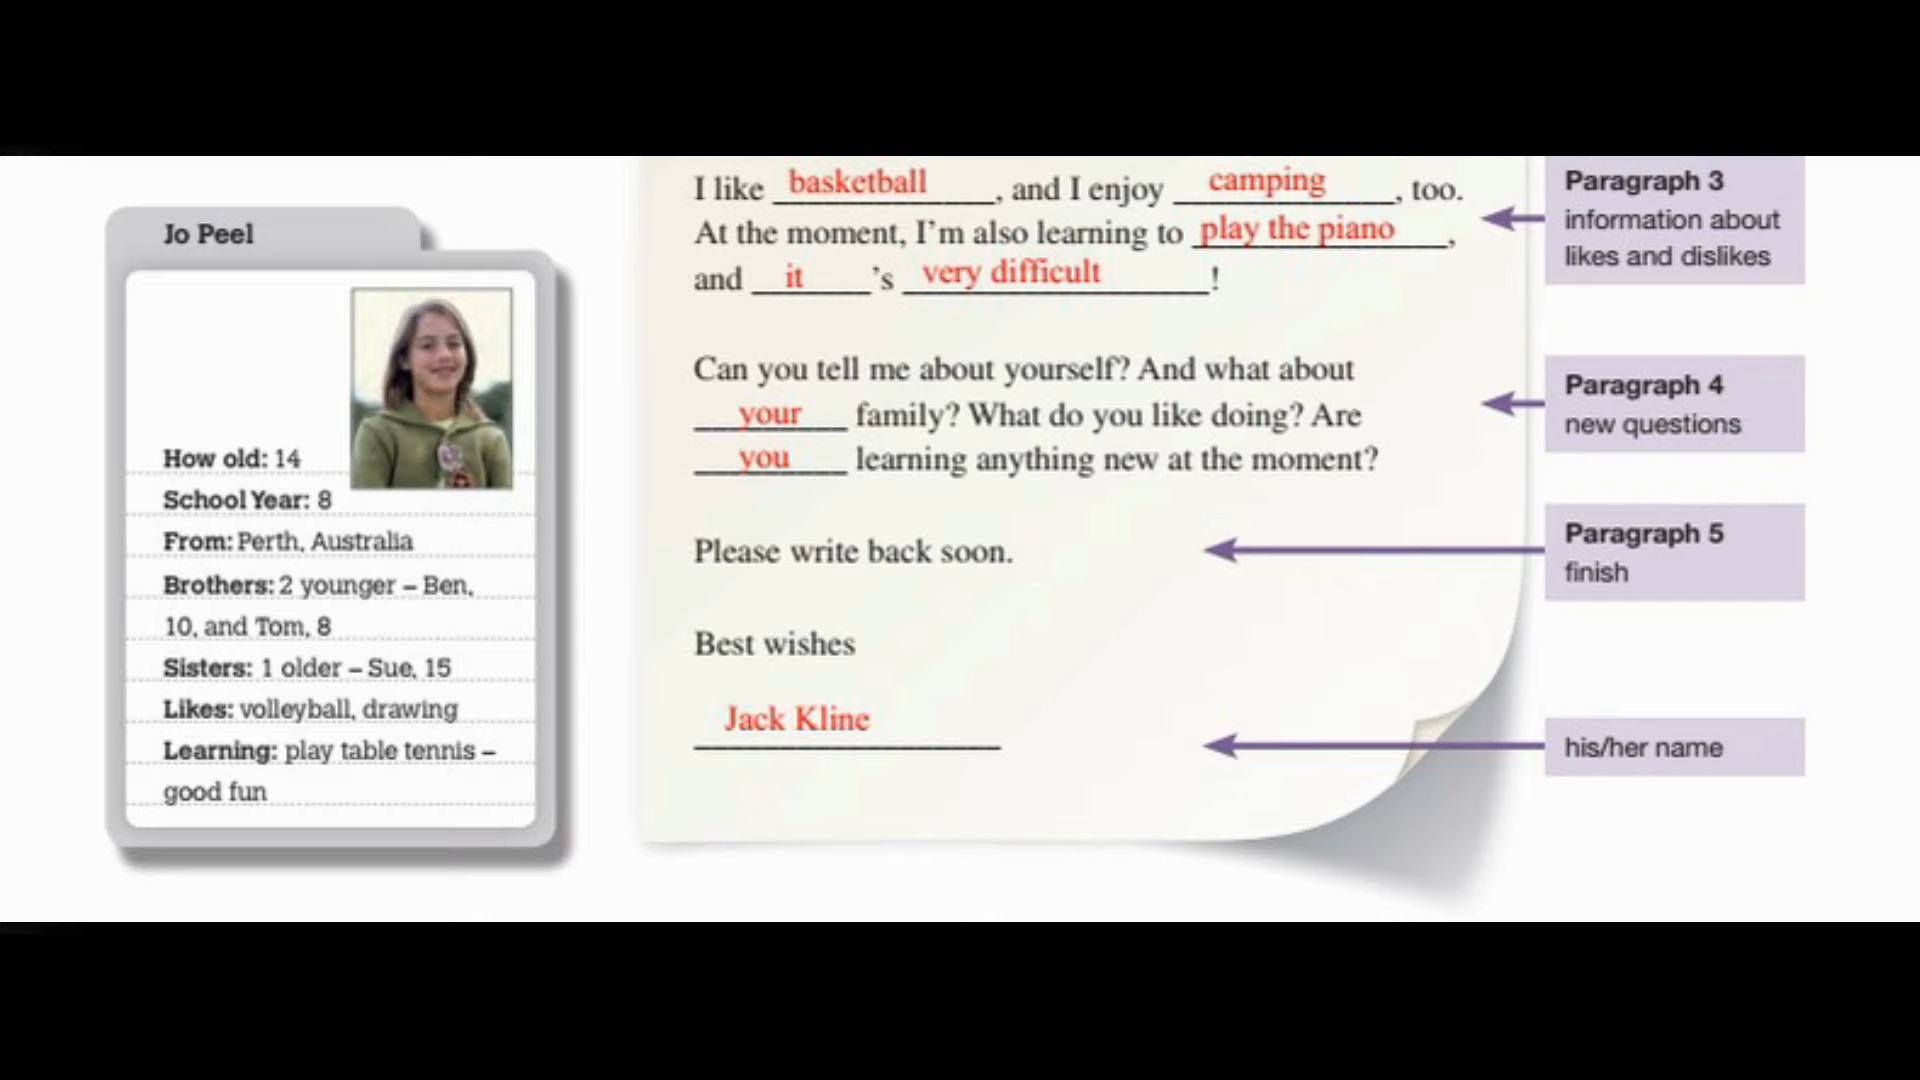 Jo Peel
How old: 14
School Year: 8
From: Perth, Australia
Brothers: 2 younger – Ben,
10, and Tom, 8
Sisters: 1 older – Sue, 15
Likes: volleyball, drawing
Learning: play table tennis –
good fun
I like basketball, and I enjoy camping, too.
At the moment, I'm also learning to play the piano,
and it's very difficult!
Can you tell me about yourself? And what about
your family? What do you like doing? Are
you learning anything new at the moment?
Please write back soon.
Best wishes
Jack Kline
Paragraph 3
information about
likes and dislikes
Paragraph 4
new questions
Paragraph 5
finish
his/her name